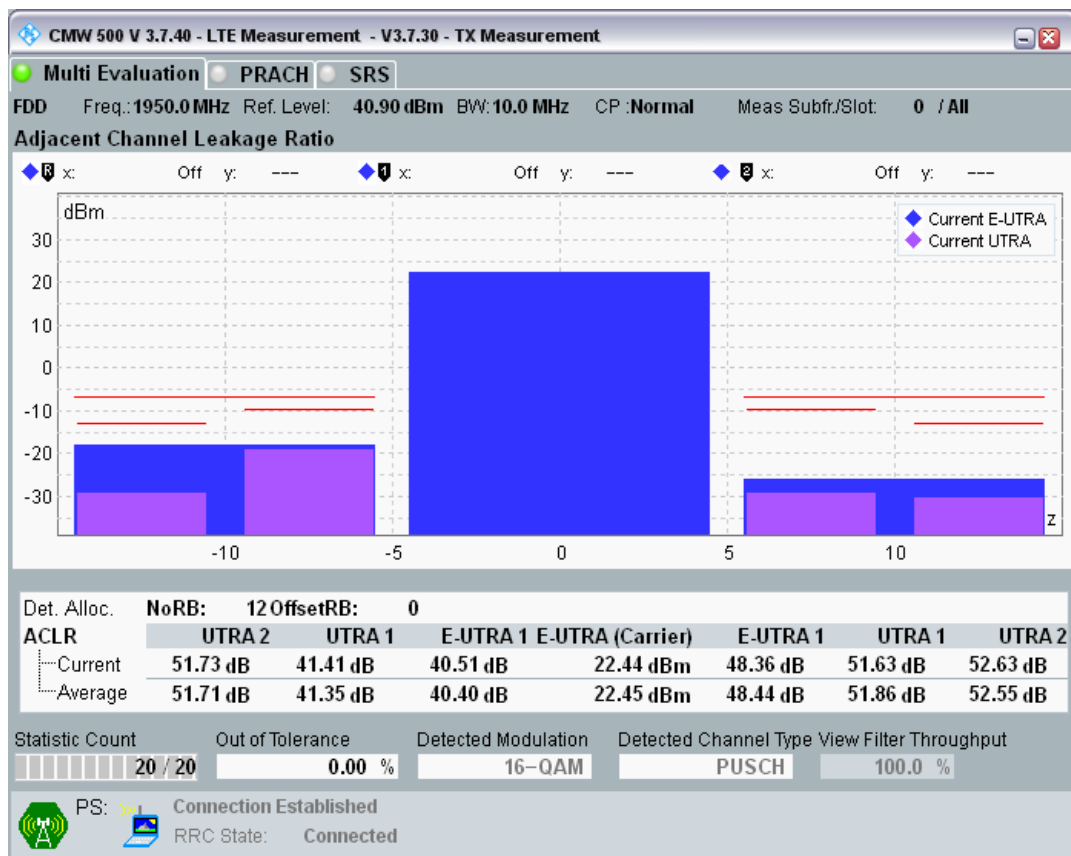 CMW 500 V 3.7.40 - LTE Measurement - V3.7.30 - TX Measurement
Multi Evaluation PRACH SRS
FDD Freq.: 1950.0 MHz Ref. Level: 40.90 dBm BW: 10.0 MHz CP :Normal Meas Subfr./Slot: 0 / All
Adjacent Channel Leakage Ratio
R x: Off y: --- 1 x: Off y: --- 2 x: Off y: ---
dBm
Current E-UTRA
Current UTRA
30
20
10
0
-10
-20
-30
z
-10 -5 0 5 10
Det. Alloc. NoRB: 12 OffsetRB: 0
ACLR UTRA 2 UTRA 1 E-UTRA 1 E-UTRA (Carrier) E-UTRA 1 UTRA 1 UTRA 2
Current 51.73 dB 41.41 dB 40.51 dB 22.44 dBm 48.36 dB 51.63 dB 52.63 dB
Average 51.71 dB 41.35 dB 40.40 dB 22.45 dBm 48.44 dB 51.86 dB 52.55 dB
Statistic Count Out of Tolerance Detected Modulation Detected Channel Type View Filter Throughput
20 / 20 0.00 % 16-QAM PUSCH 100.0 %
PS: Connection Established
RRC State: Connected